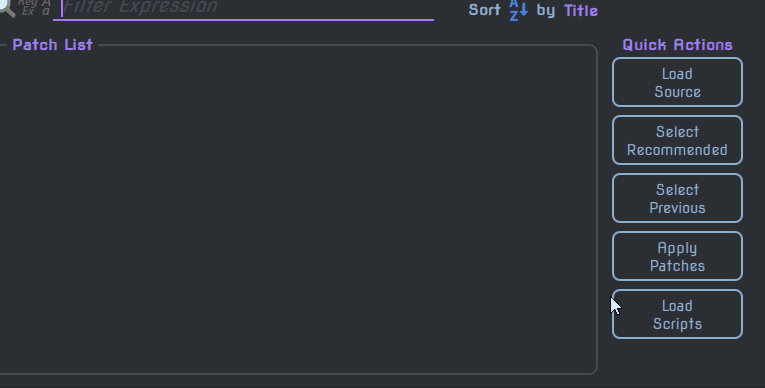 Reg A
Ex a
Filter Expression
Sort A Z by Title
Patch List
Quick Actions
Load
Source
Select
Recommended
Select
Previous
Apply
Patches
Load
Scripts